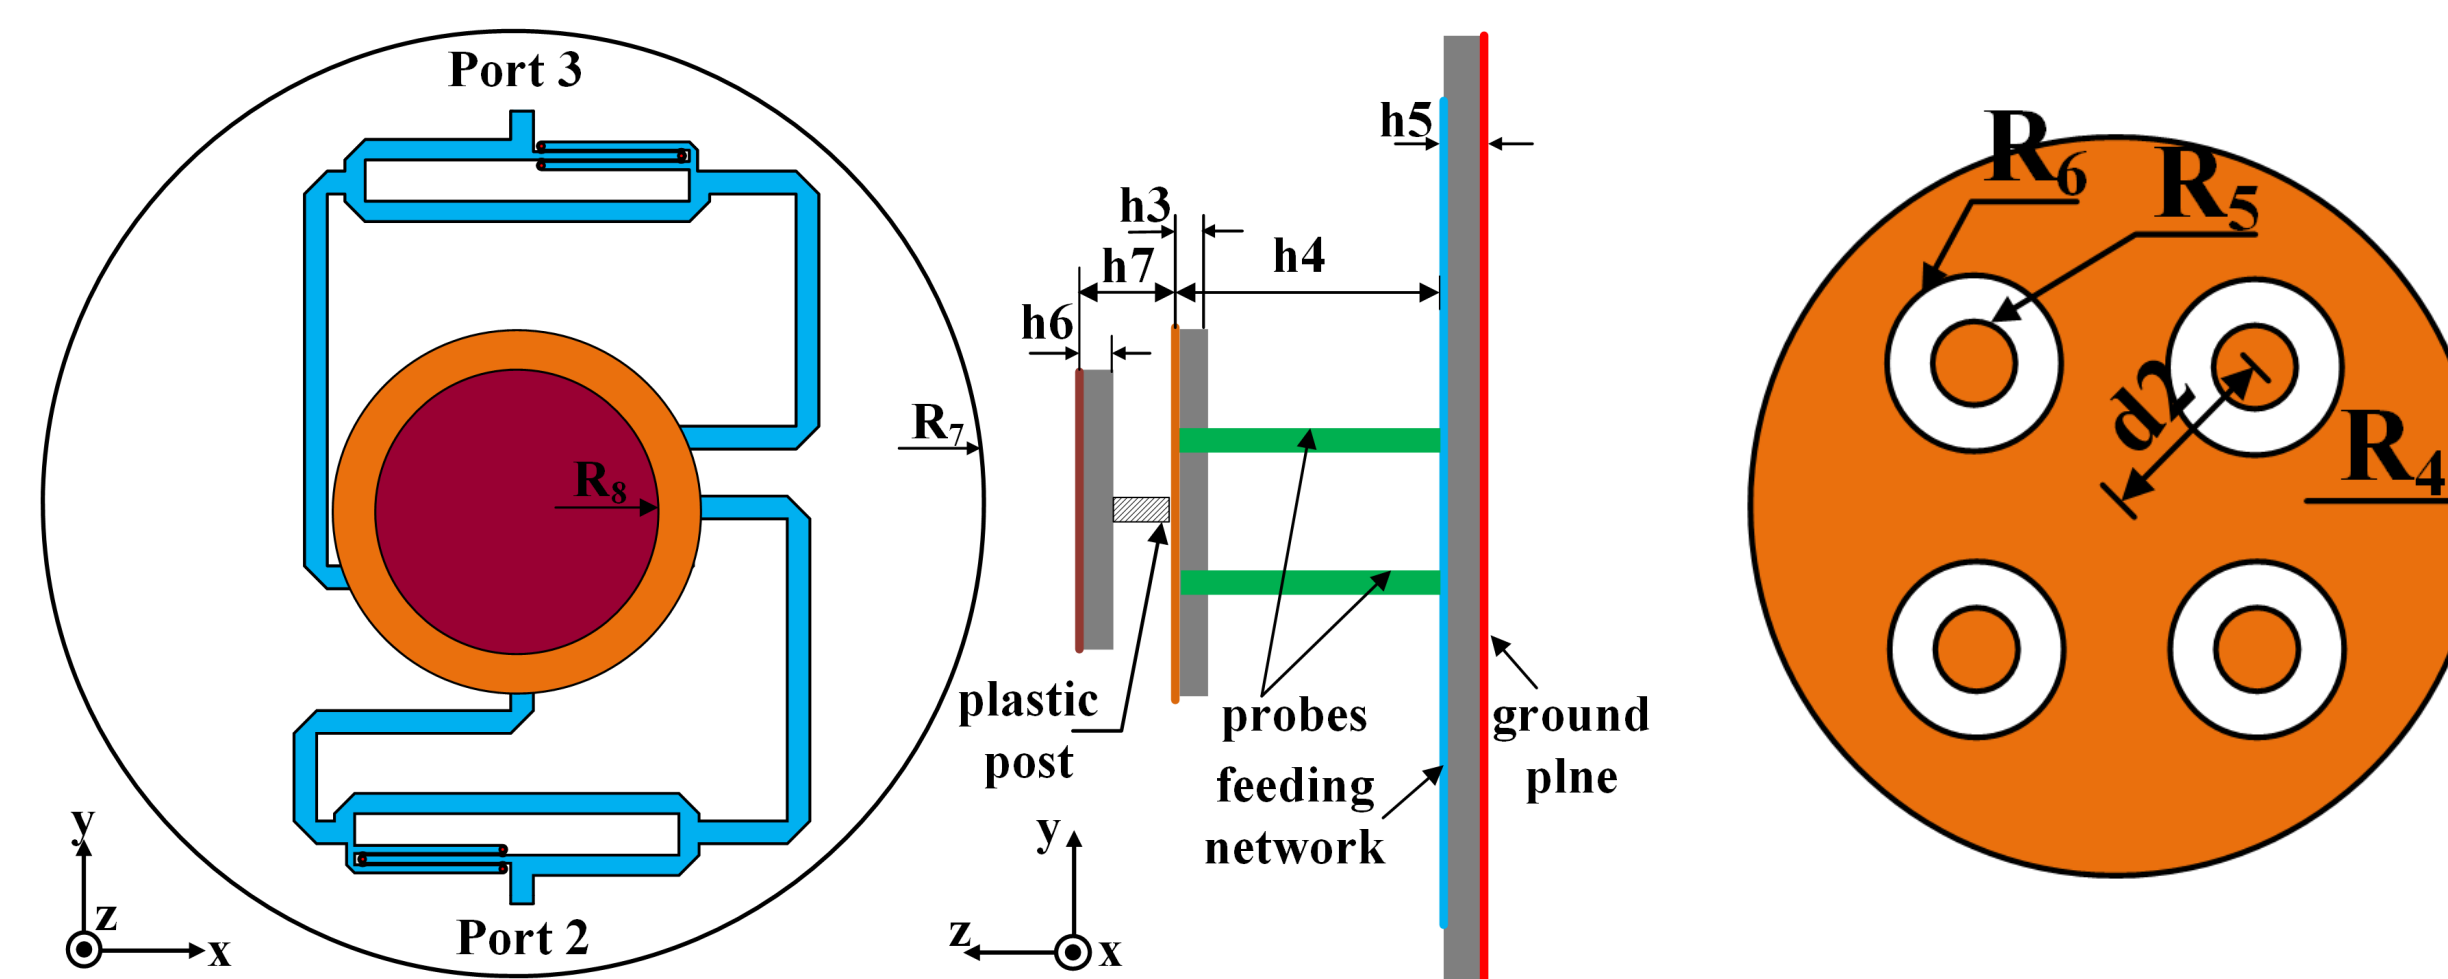 Port 3
R7
R8
Port 2
y
z
x
h5
h3
h7
h4
h6
plastic
post
probes
feeding
network
ground
plne
y
z
x
R6
R5
d2
R4